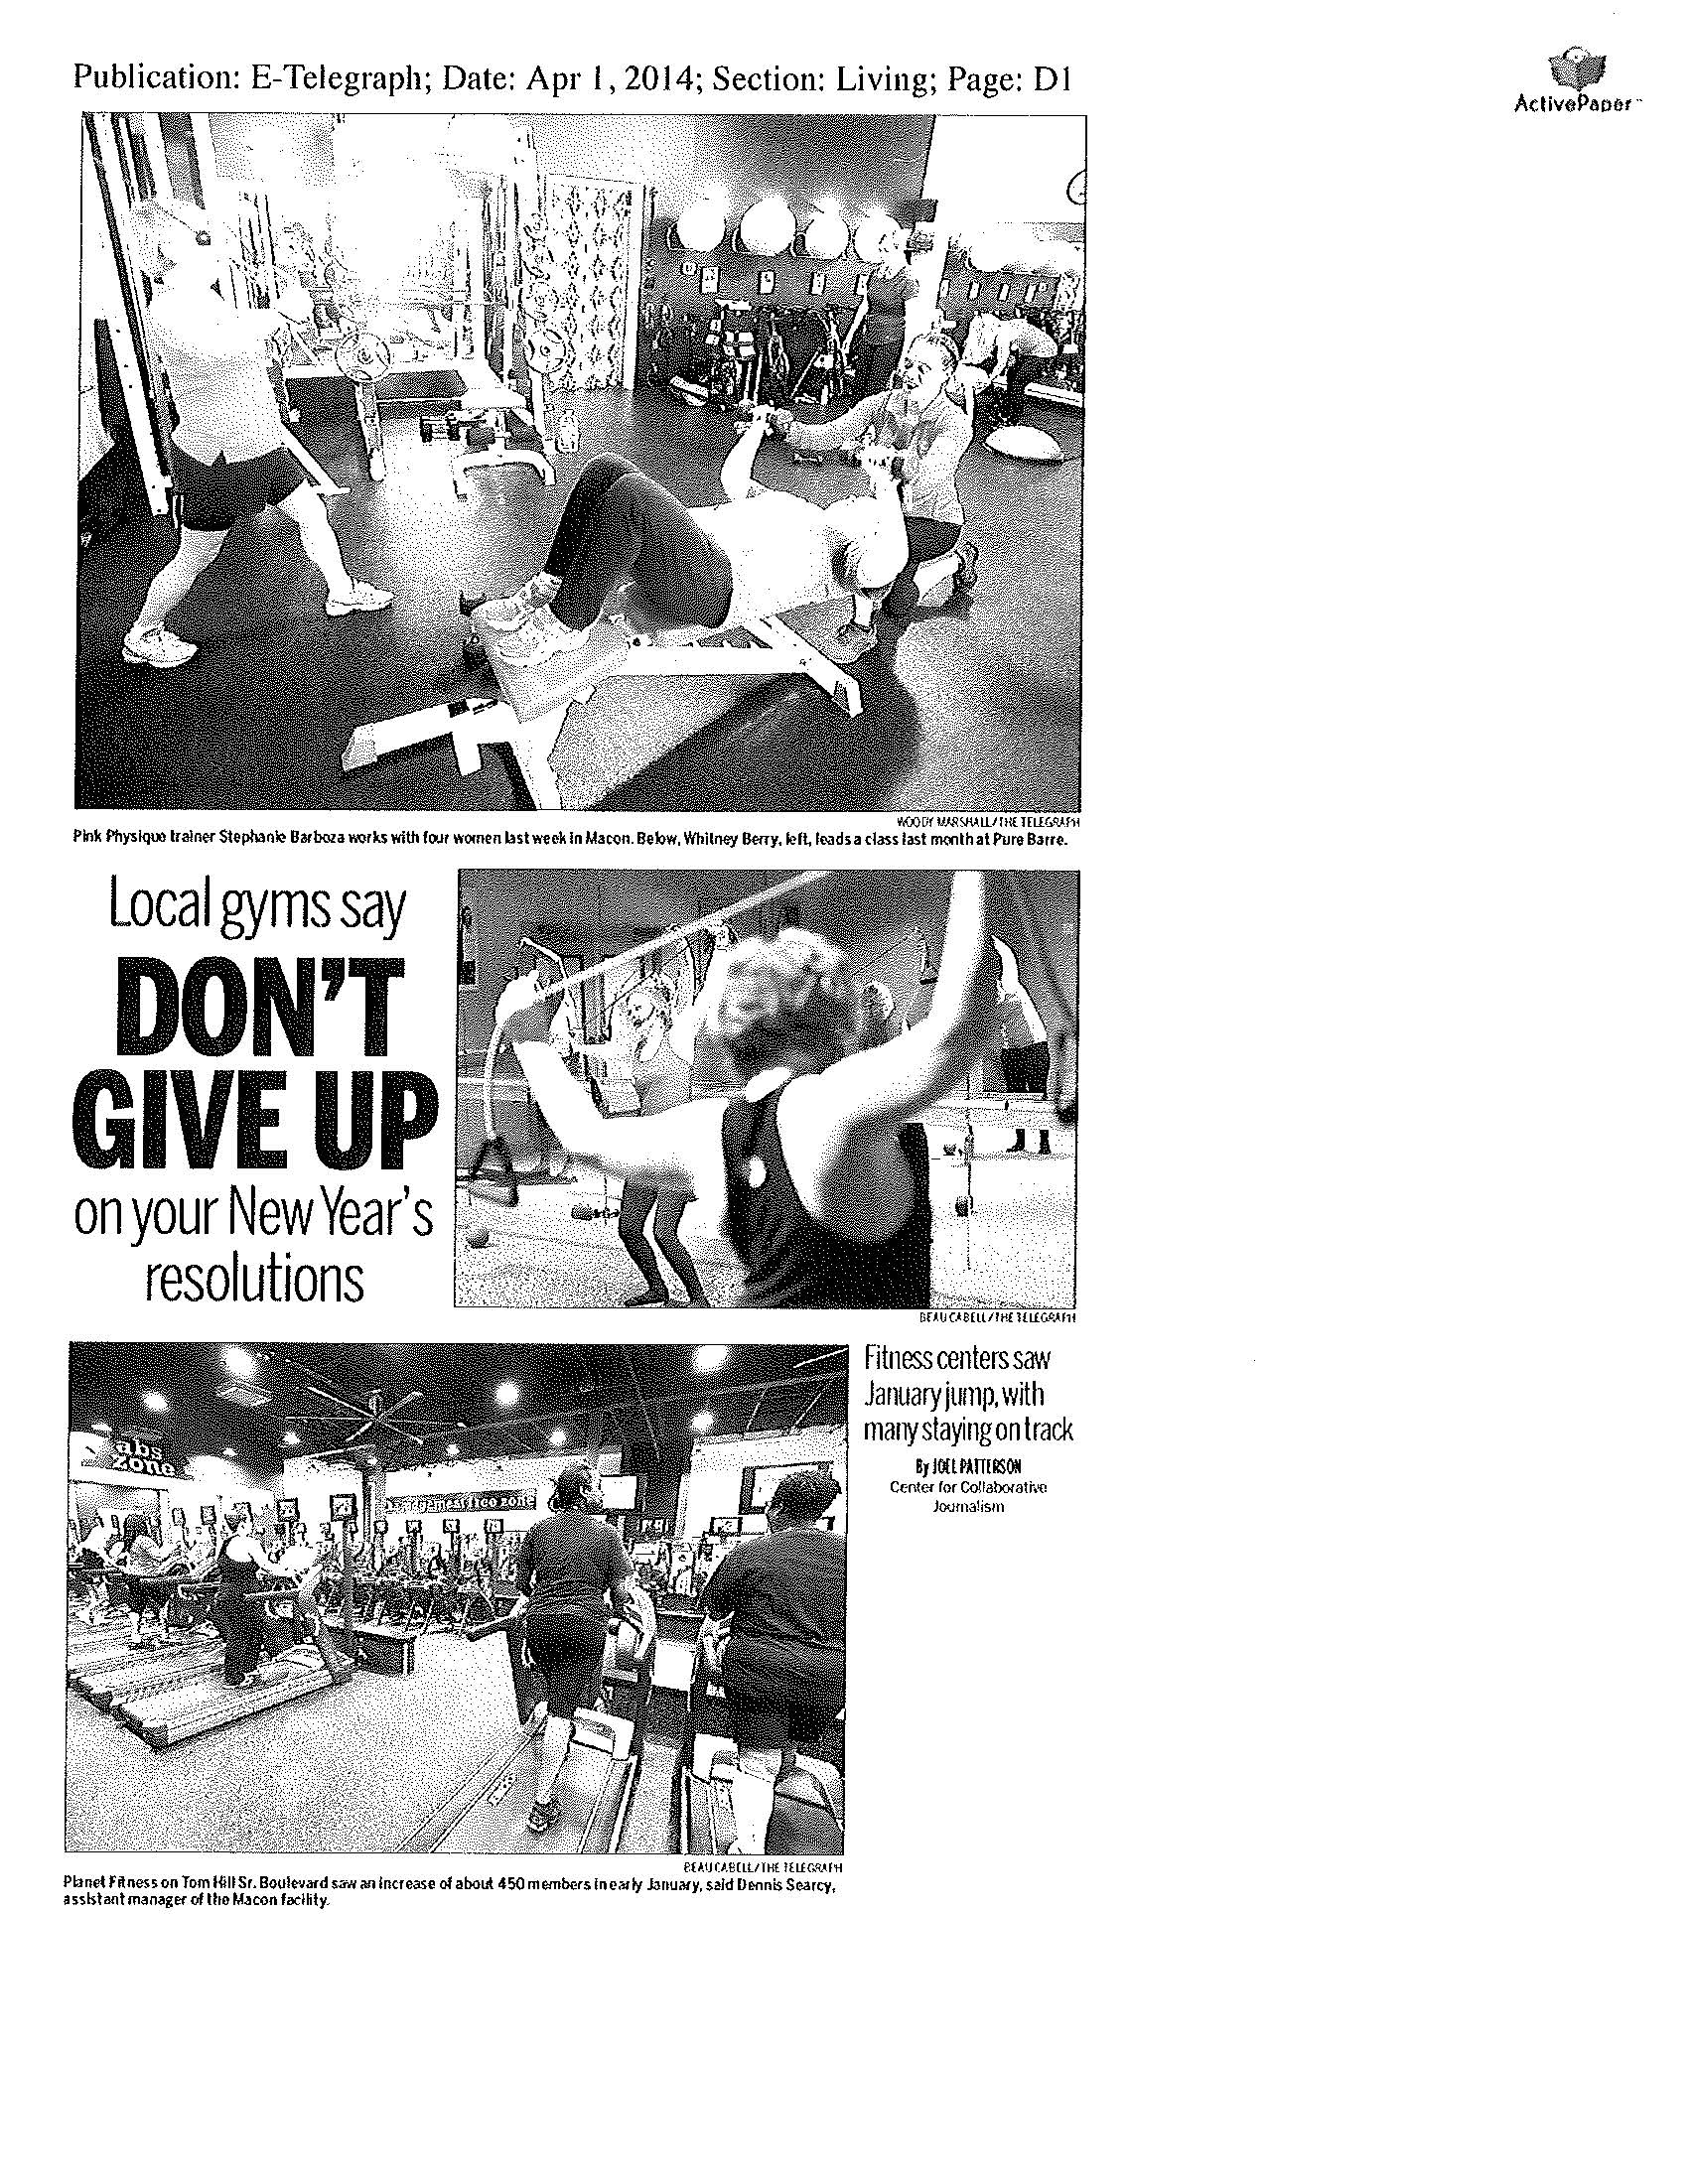 Publication: E-Telegraph; Date: Apr 1, 2014; Section: Living; Page: D1
ActivePaper™
WOODY MARSHALL/THE TELEGRAPH
Pink Physique trainer Stephanie Barboza works with four women last week in Macon. Below, Whitney Berry, left, leads a class last month at Pure Barre.
Local gyms say
DON'T
GIVE UP
on your New Year's
resolutions
BEAU CABELL/THE TELEGRAPH
abs
zone
free zone
Fitness centers saw
January jump, with
many staying on track
By JOEL PATTERSON
Center for Collaborative
Journalism
BEAU CABELL/THE TELEGRAPH
Planet Fitness on Tom Hill Sr. Boulevard saw an increase of about 450 members in early January, said Dennis Searcy,
assistant manager of the Macon facility.